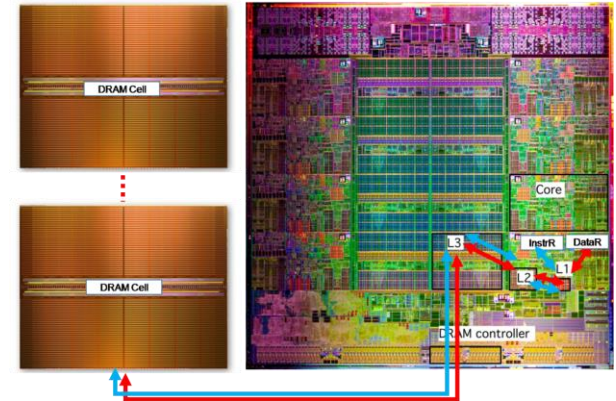 DRAM Cell
DRAM Cell
Core
L3
InstrR
DataR
L2
L1
DRAM controller